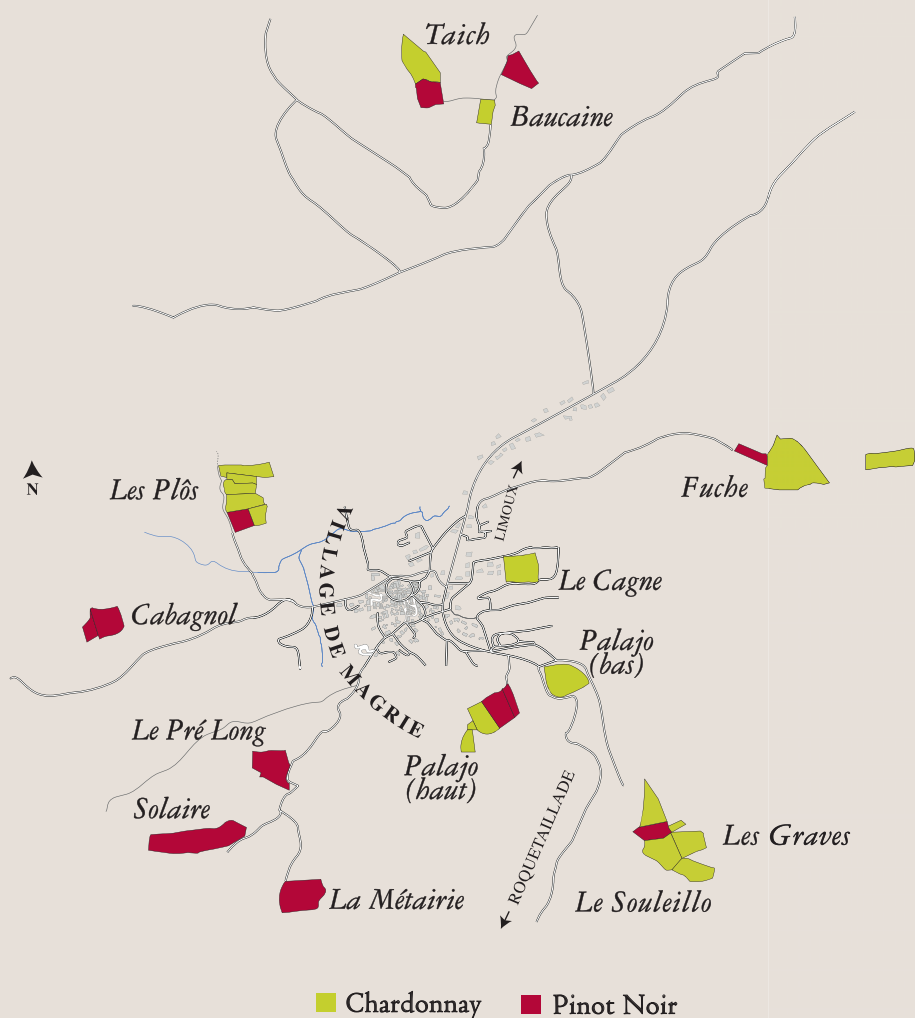 Taich
Baucaine
N
Les Plôs
Fuche
LIMOUX
VILLAGE DE MAGRIE
Le Cagne
Cabagnol
Palajo
(bas)
Le Pré Long
Palajo
(haut)
Solaire
ROQUETAILLADE
Les Graves
La Métairie
Le Souleillo
Chardonnay
Pinot Noir